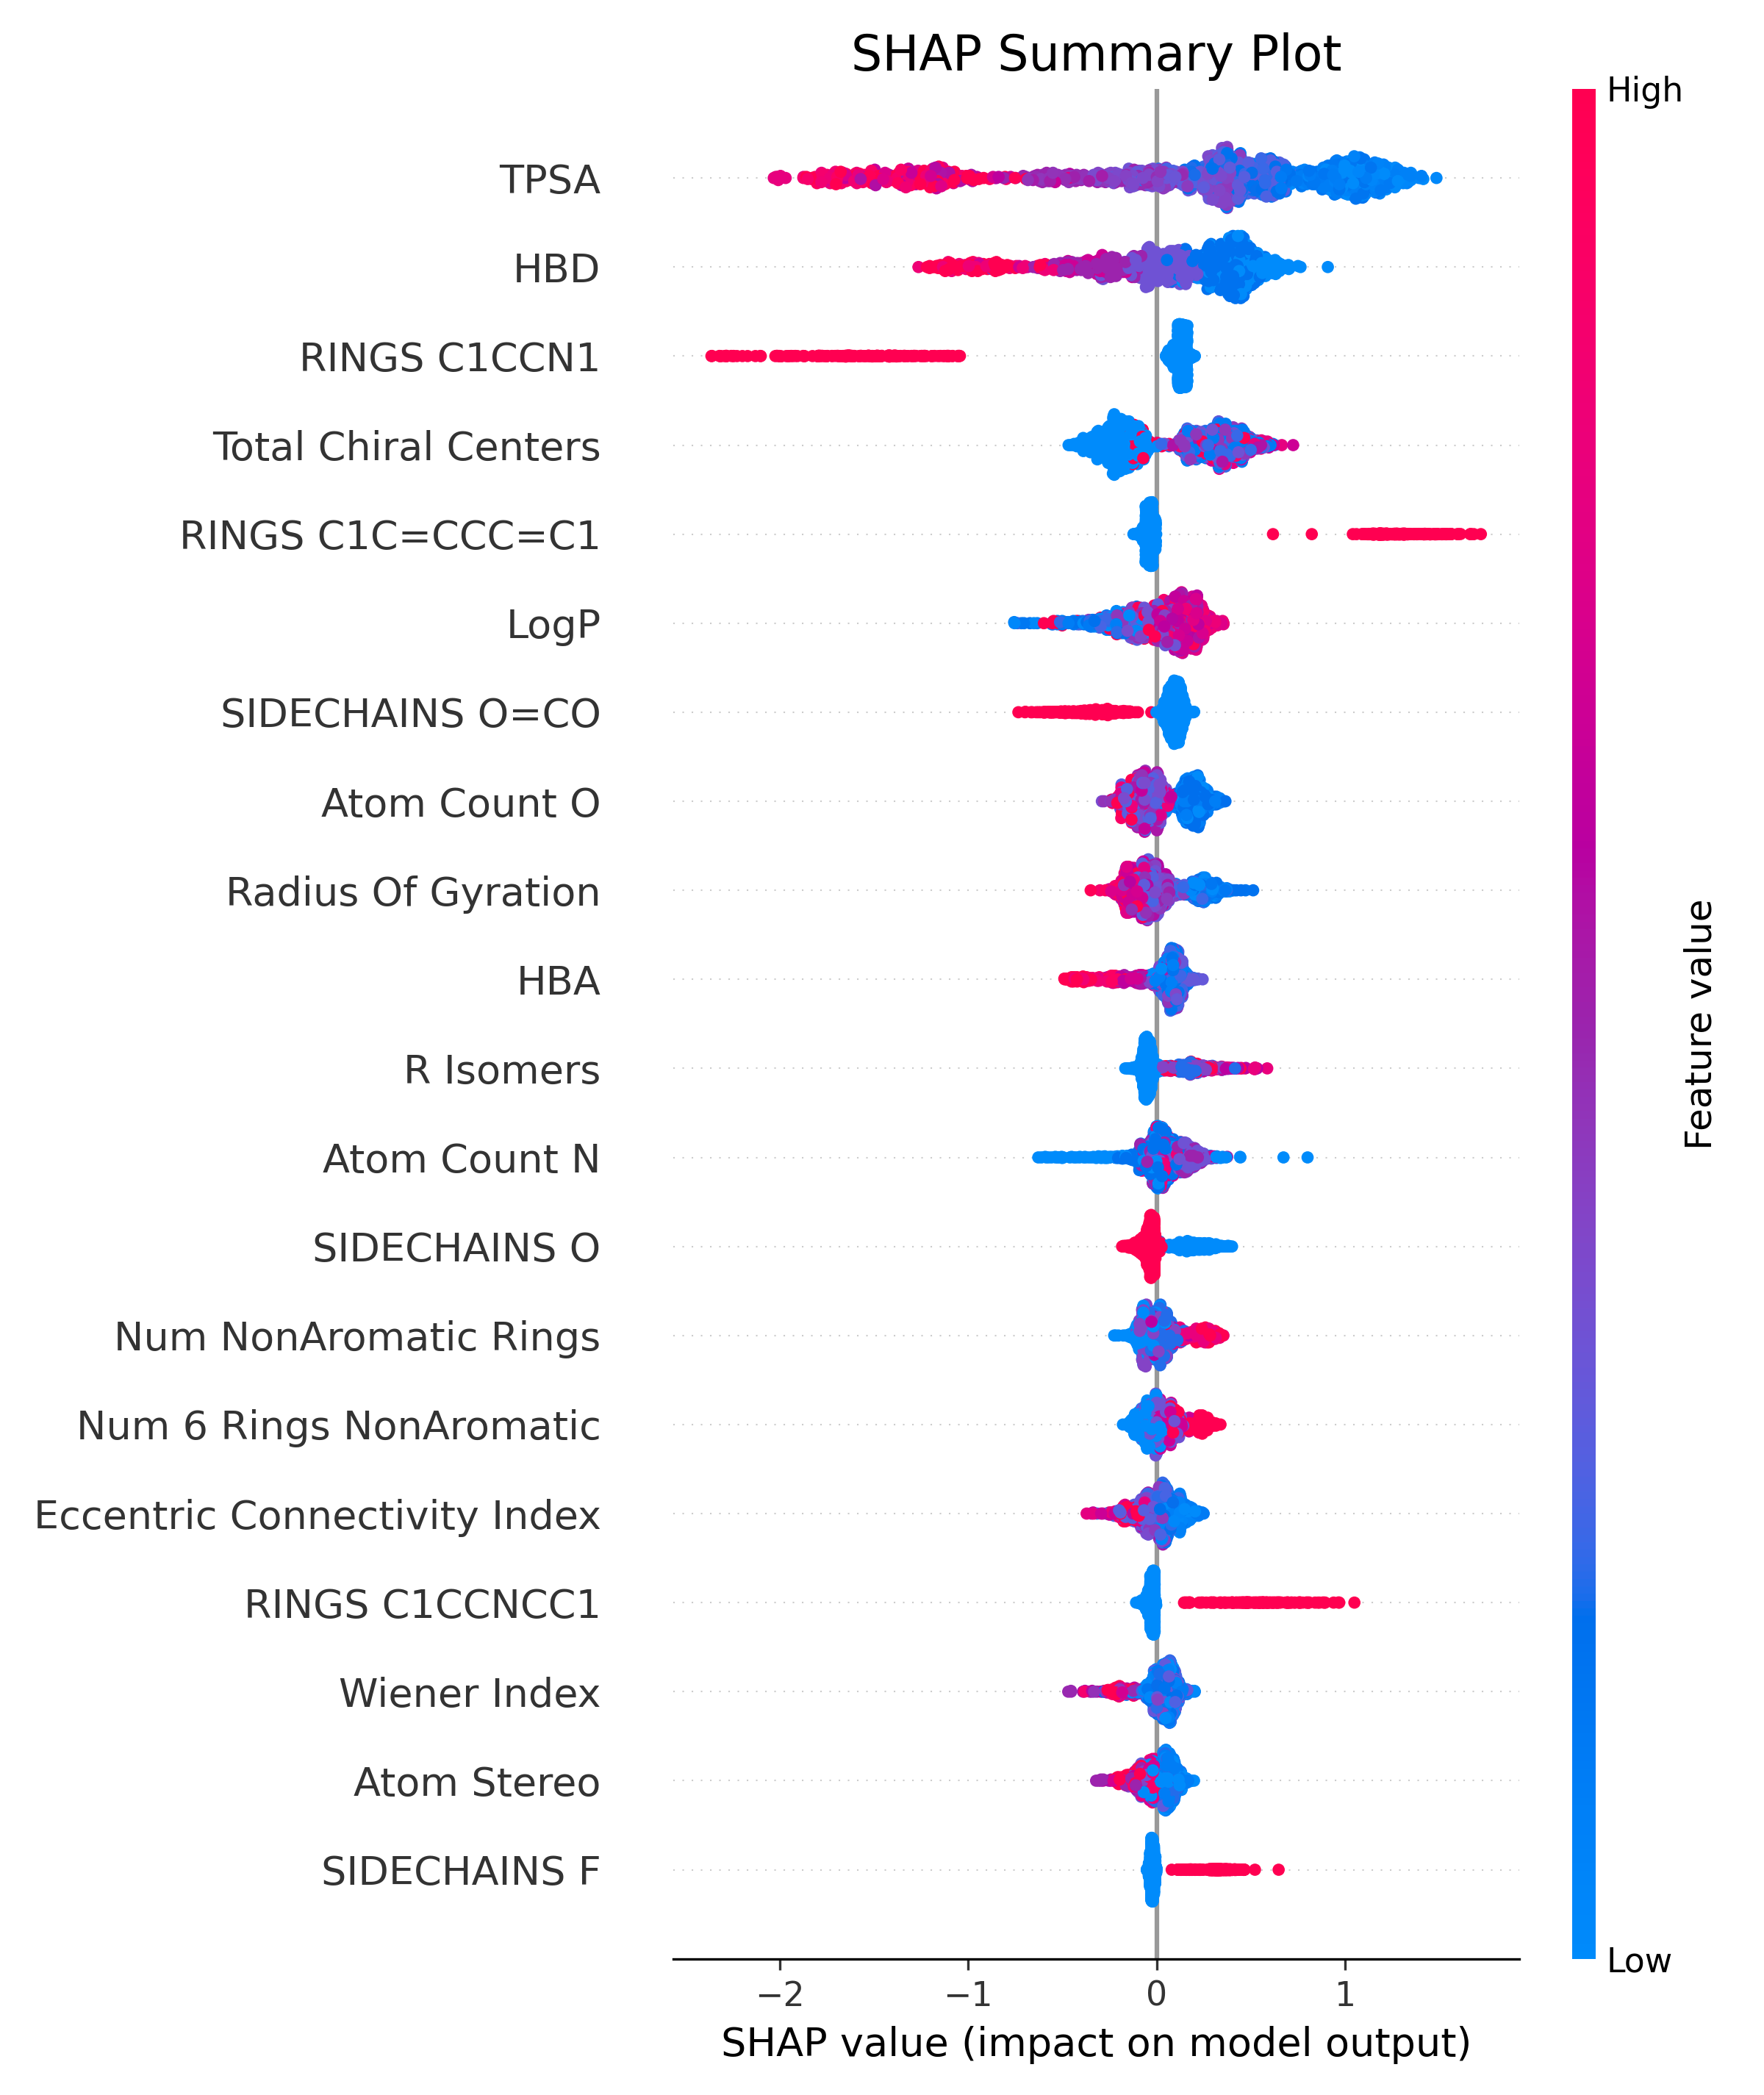 SHAP Summary Plot
High
TPSA
HBD
RINGS C1CCN1
Total Chiral Centers
RINGS C1C=CCC=C1
LogP
SIDECHAINS O=CO
Atom Count O
Radius Of Gyration
HBA
R Isomers
Atom Count N
SIDECHAINS O
Num NonAromatic Rings
Num 6 Rings NonAromatic
Eccentric Connectivity Index
RINGS C1CCNCC1
Wiener Index
Atom Stereo
SIDECHAINS F
Feature value
Low
−2 −1 0 1
SHAP value (impact on model output)